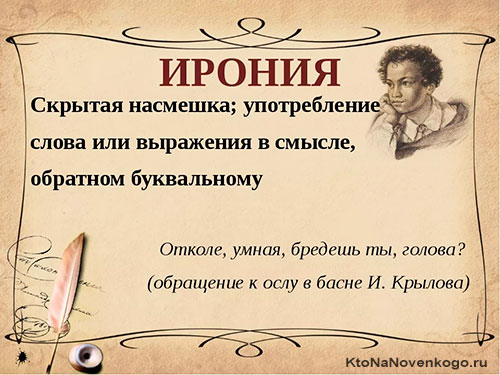 ИРОНИЯ
Скрытая насмешка; употребление
слова или выражения в смысле,
обратном буквальному
Отколе, умная, бредешь ты, голова?
(обращение к ослу в басне И. Крылова)
KtoNaNovenkogo.ru